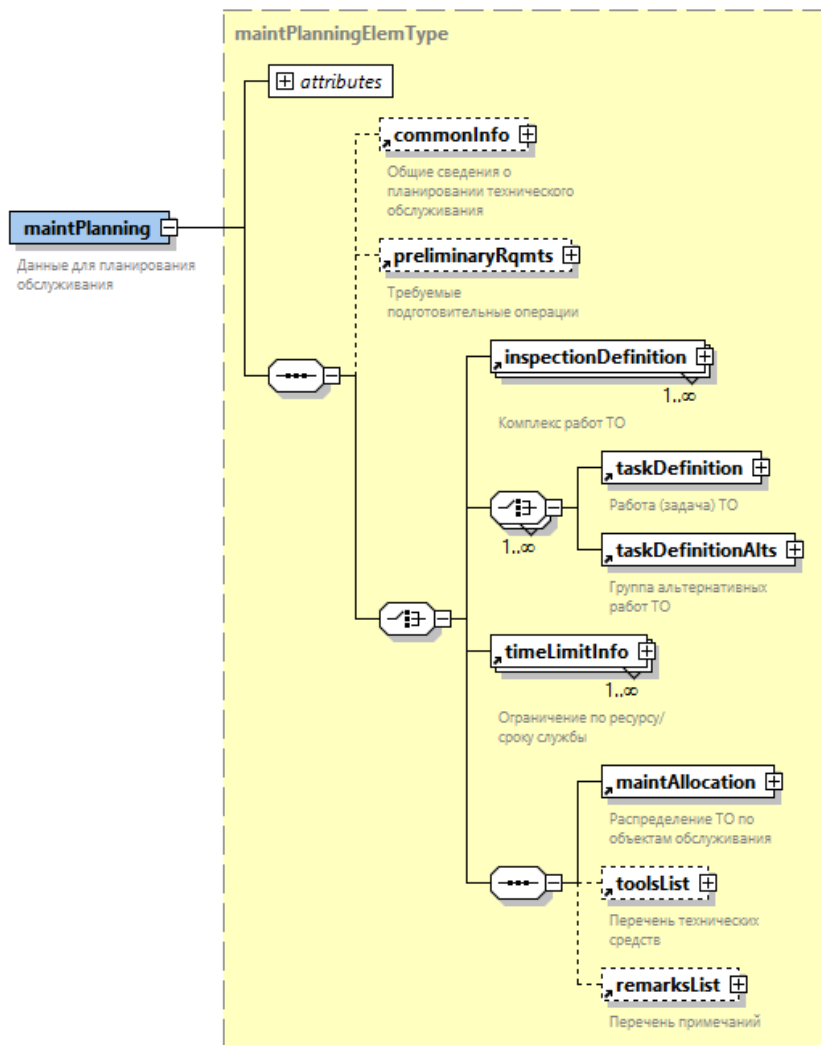 maintPlanningElemType
attributes
commonInfo
Общие сведения о
планировании технического
обслуживания
maintPlanning
Данные для планирования
обслуживания
preliminaryRqmts
Требуемые
подготовительные операции
inspectionDefinition
1..∞
Комплекс работ ТО
taskDefinition
Работа (задача) ТО
1..∞
taskDefinitionAlts
Группа альтернативных
работ ТО
timeLimitInfo
1..∞
Ограничение по ресурсу/
сроку службы
maintAllocation
Распределение ТО по
объектам обслуживания
toolsList
Перечень технических
средств
remarksList
Перечень примечаний